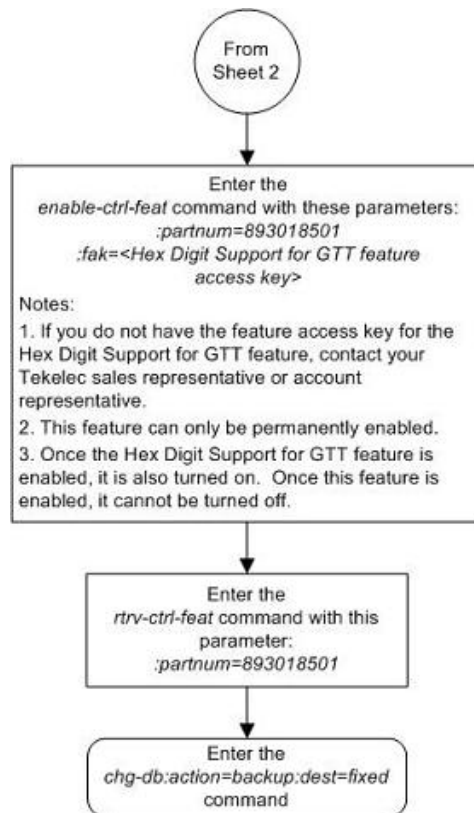 From
Sheet 2
Enter the
enable-ctrl-feat command with these parameters:
:partnum=893018501
:fak=<Hex Digit Support for GTT feature
access key>
Notes:
1. If you do not have the feature access key for the
Hex Digit Support for GTT feature, contact your
Tekelec sales representative or account
representative.
2. This feature can only be permanently enabled.
3. Once the Hex Digit Support for GTT feature is
enabled, it is also turned on. Once this feature is
enabled, it cannot be turned off.
Enter the
rtrv-ctrl-feat command with this
parameter:
:partnum=893018501
Enter the
chg-db:action=backup:dest=fixed
command